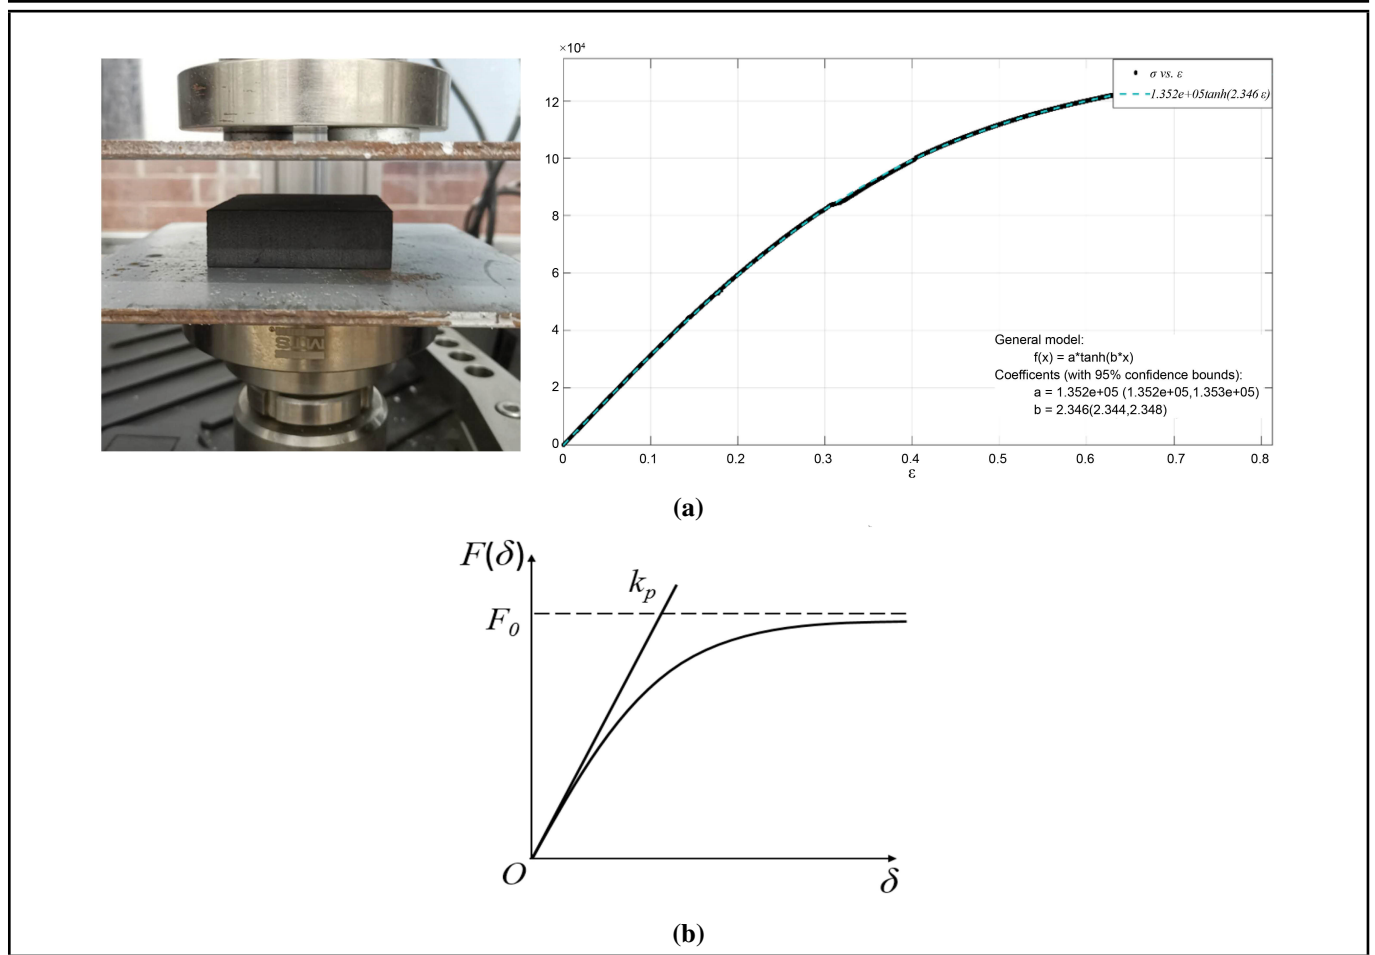 ×10⁴
σ vs. ε
1.352e+05tanh(2.346 ε)
12
10
8
6
4
2
0
General model:
f(x) = a*tanh(b*x)
Coefficents (with 95% confidence bounds):
a = 1.352e+05 (1.352e+05,1.353e+05)
b = 2.346(2.344,2.348)
0 0.1 0.2 0.3 0.4 0.5 0.6 0.7 0.8
ε
MTS
(a)
F(δ)
k_p
F_0
O
δ
(b)